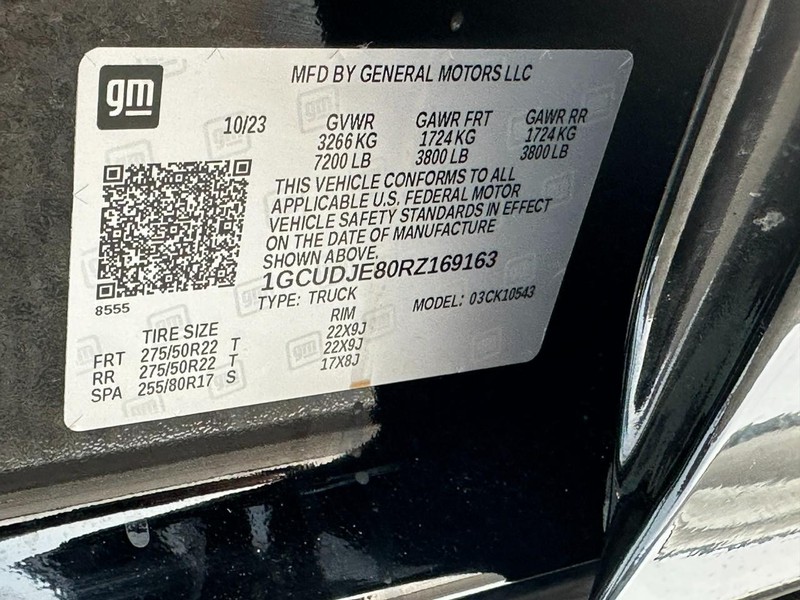 gm
MFD BY GENERAL MOTORS LLC
10/23 GVWR GAWR FRT GAWR RR
3266 KG 1724 KG 1724 KG
7200 LB 3800 LB 3800 LB
THIS VEHICLE CONFORMS TO ALL
APPLICABLE U.S. FEDERAL MOTOR
VEHICLE SAFETY STANDARDS IN EFFECT
ON THE DATE OF MANUFACTURE
SHOWN ABOVE.
1GCUDJE80RZ169163
8555
TYPE: TRUCK MODEL: 03CK10543
TIRE SIZE RIM
FRT 275/50R22 T 22X9J
RR 275/50R22 T 22X9J
SPA 255/80R17 S 17X8J